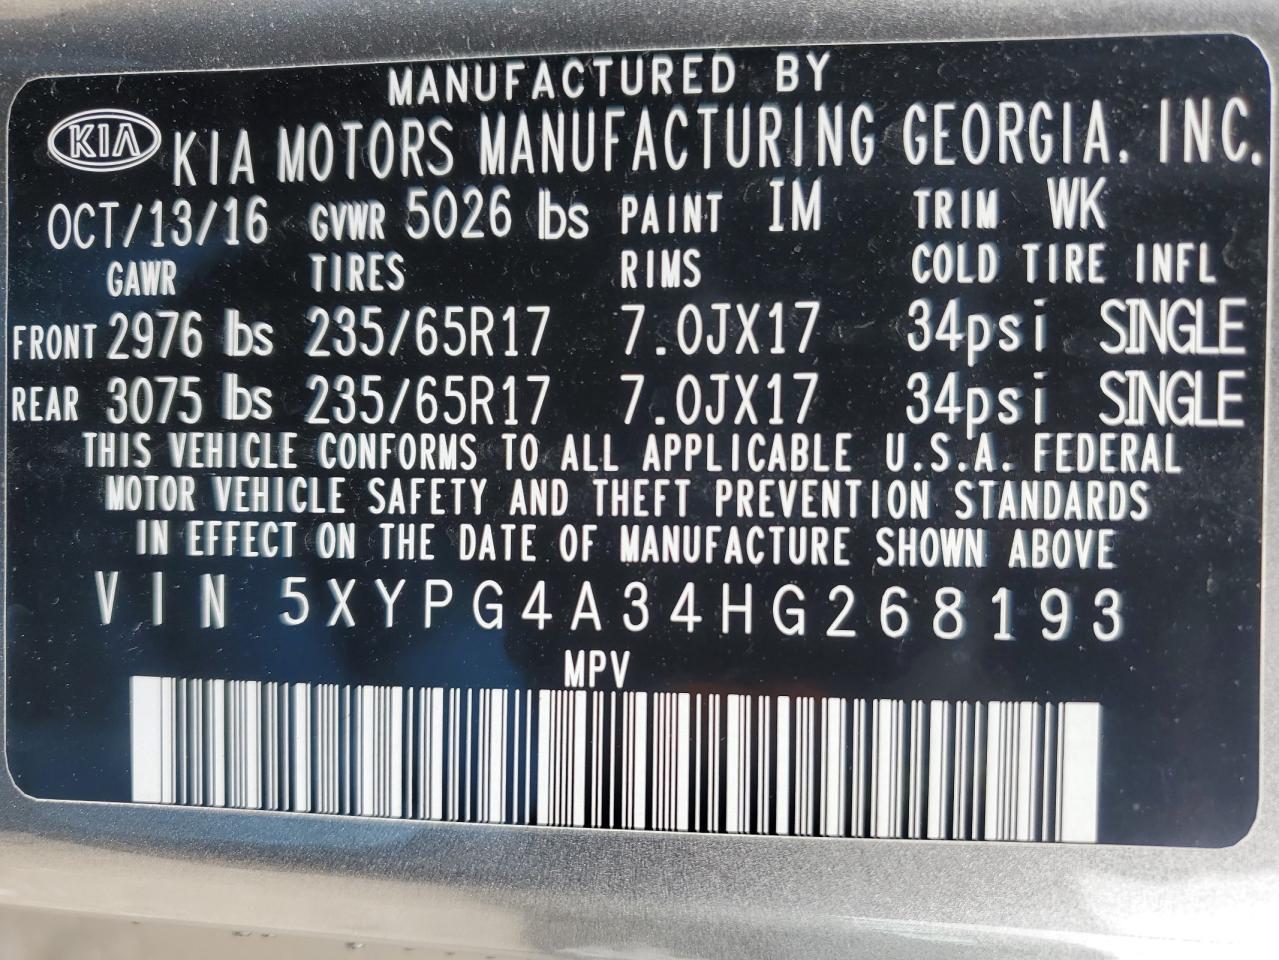 MANUFACTURED BY
KIA KIA MOTORS MANUFACTURING GEORGIA, INC.
OCT/13/16 GVWR 5026 lbs PAINT IM TRIM WK
GAWR TIRES RIMS COLD TIRE INFL
FRONT 2976 lbs 235/65R17 7.0JX17 34psi SINGLE
REAR 3075 lbs 235/65R17 7.0JX17 34psi SINGLE
THIS VEHICLE CONFORMS TO ALL APPLICABLE U.S.A. FEDERAL
MOTOR VEHICLE SAFETY AND THEFT PREVENTION STANDARDS
IN EFFECT ON THE DATE OF MANUFACTURE SHOWN ABOVE
VIN 5XYPG4A34HG268193
MPV